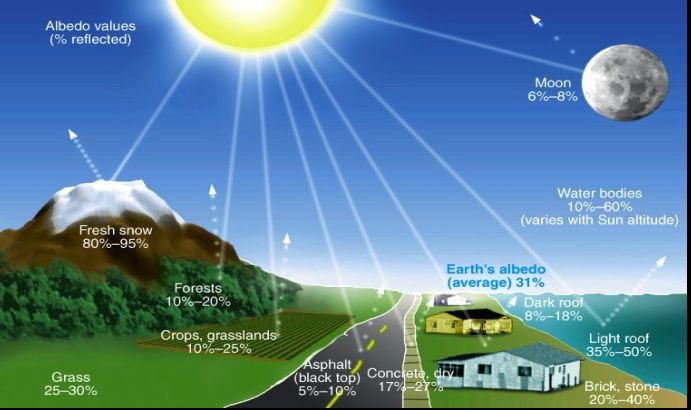 Albedo values
(% reflected)
Moon
6%–8%
Water bodies
10%–60%
(varies with Sun altitude)
Fresh snow
80%–95%
Earth's albedo
(average) 31%
Forests
10%–20%
Dark roof
8%–18%
Crops, grasslands
10%–25%
Light roof
35%–50%
Asphalt
(black top)
5%–10%
Concrete, dry
17%–27%
Grass
25–30%
Brick, stone
20%–40%